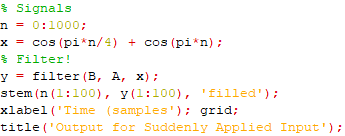 % Signals
n = 0:1000;
x = cos(pi*n/4) + cos(pi*n);
% Filter!
y = filter(B, A, x);
stem(n(1:100), y(1:100), 'filled');
xlabel('Time (samples'); grid;
title('Output for Suddenly Applied Input');